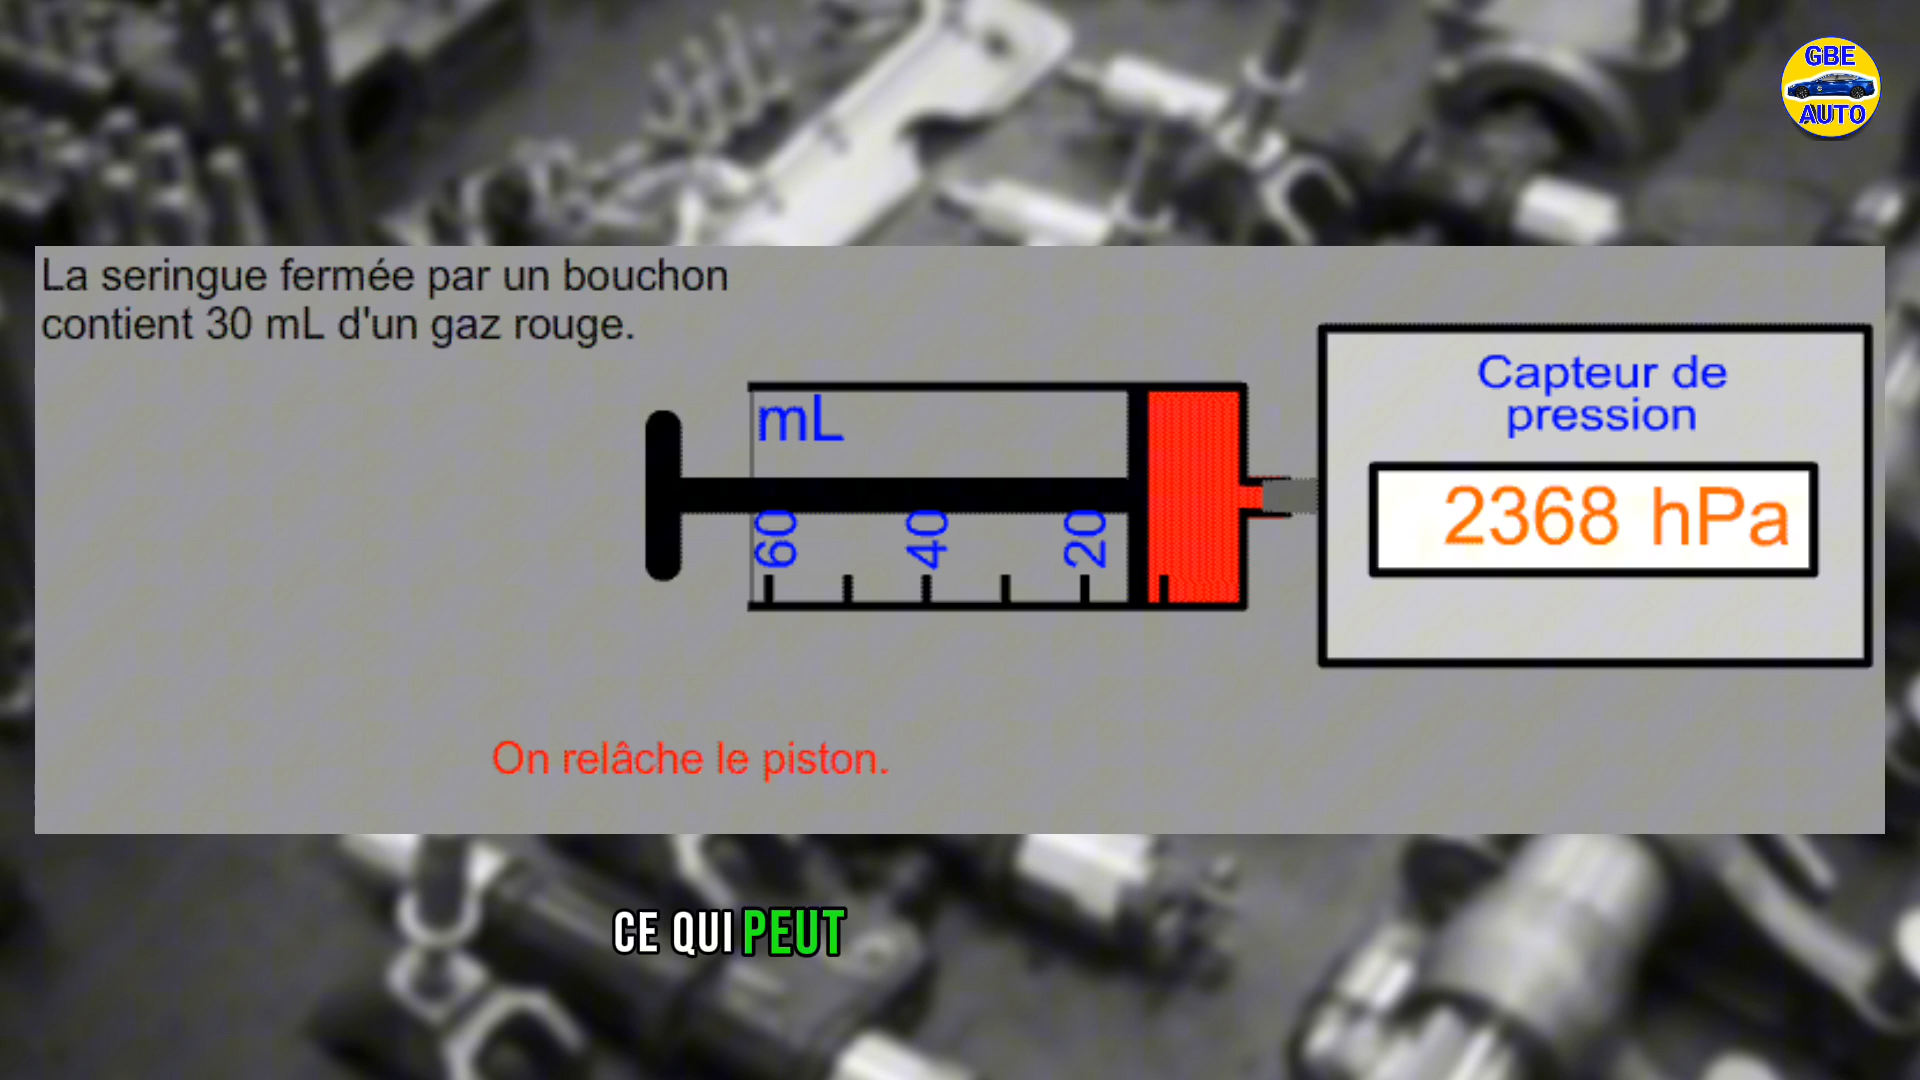 GBE
AUTO
La seringue fermée par un bouchon
contient 30 mL d'un gaz rouge.
Capteur de
pression
mL
2368 hPa
60 40 20
On relâche le piston.
CE QUI PEUT